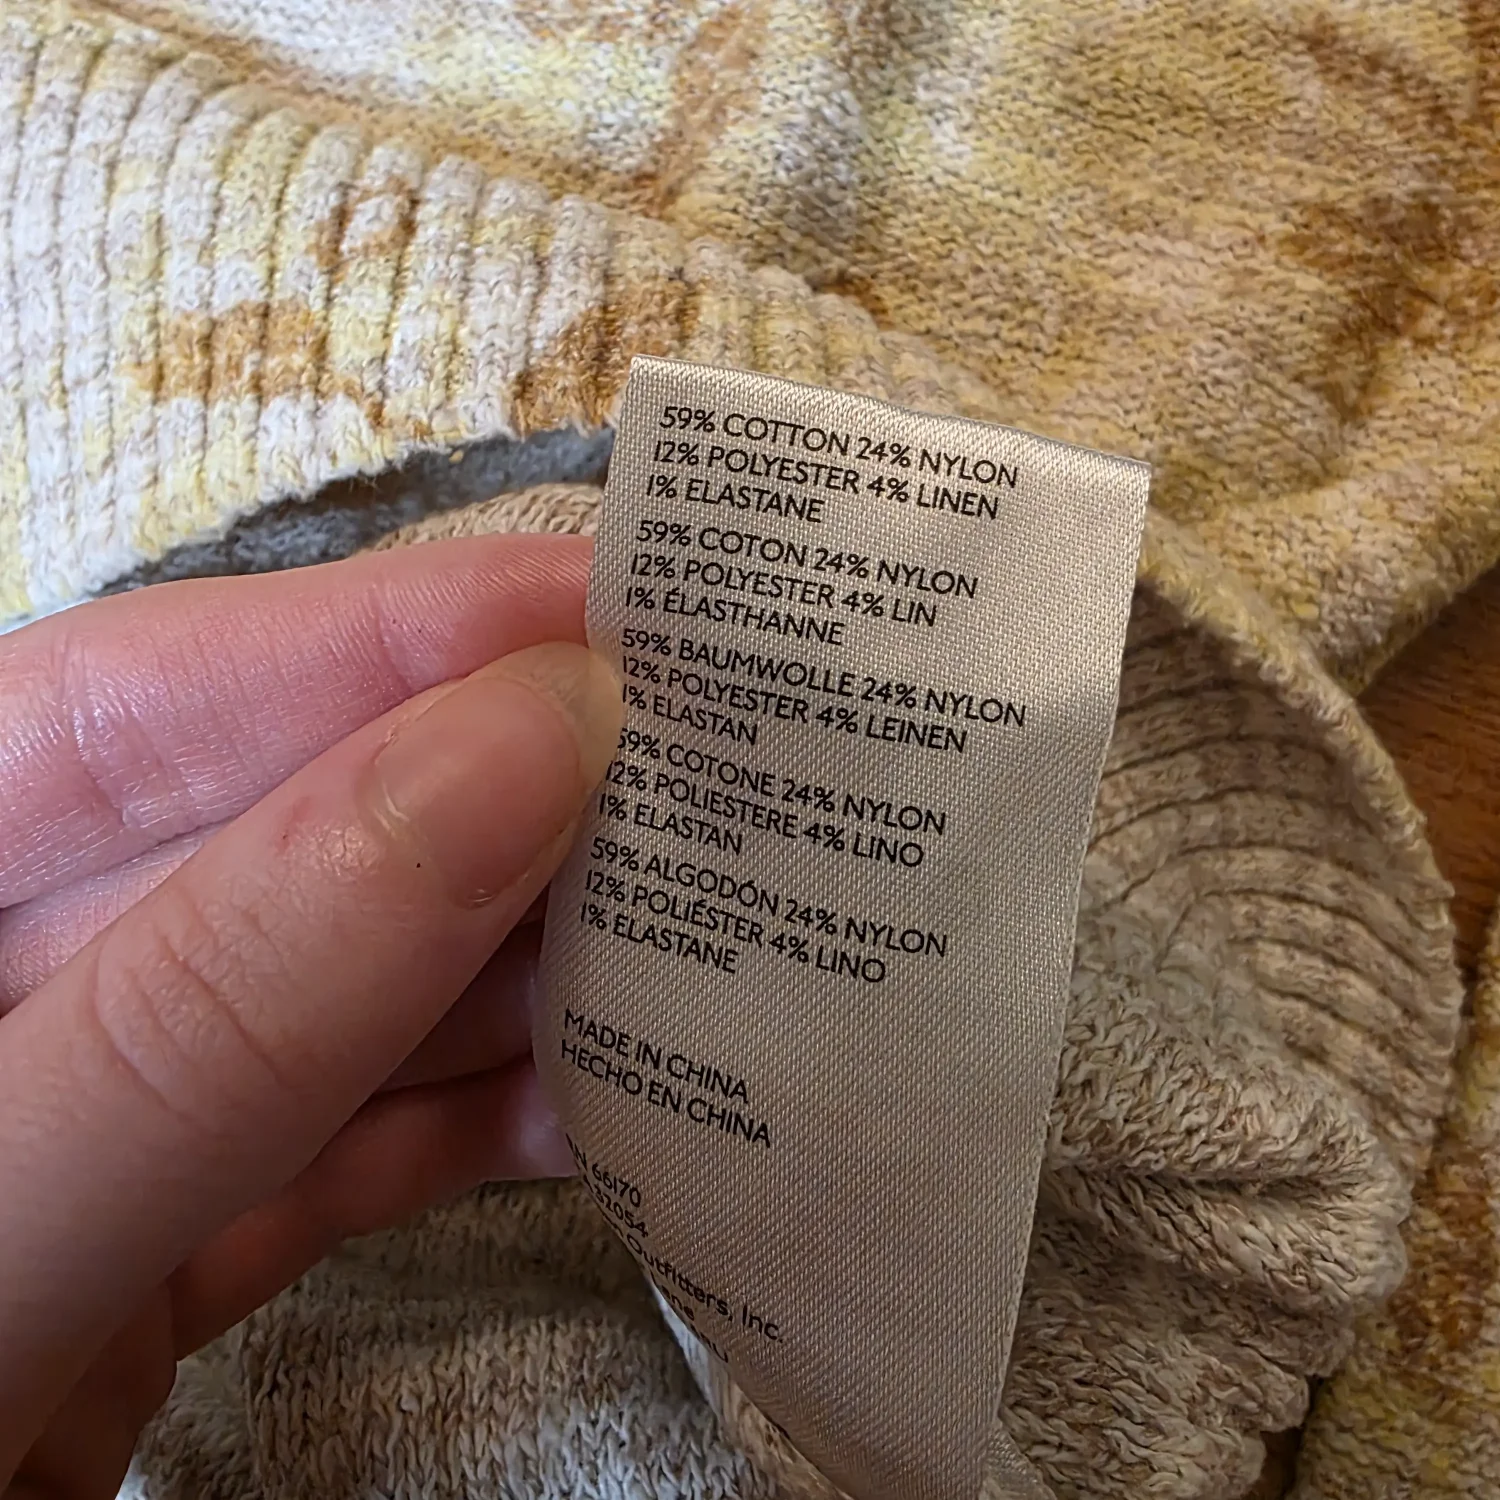 59% COTTON 24% NYLON
12% POLYESTER 4% LINEN
1% ELASTANE
59% COTON 24% NYLON
12% POLYESTER 4% LIN
1% ÉLASTHANNE
59% BAUMWOLLE 24% NYLON
12% POLYESTER 4% LEINEN
1% ELASTAN
59% COTONE 24% NYLON
12% POLIESTERE 4% LINO
1% ELASTAN
59% ALGODÓN 24% NYLON
12% POLIÉSTER 4% LINO
1% ELASTANE
MADE IN CHINA
HECHO EN CHINA
66170
32054
Outfitters, Inc.